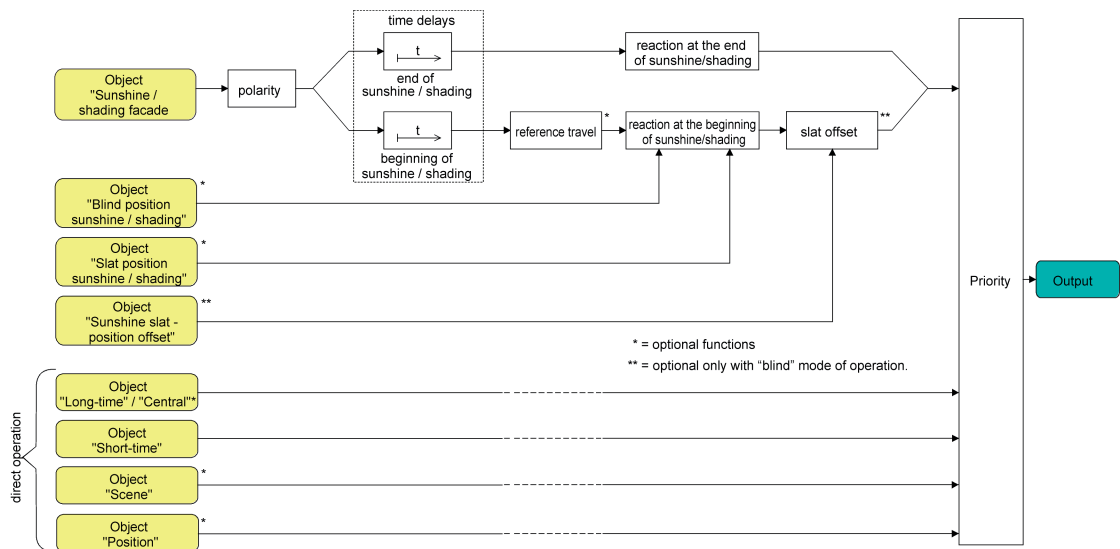 time delays
t
end of
sunshine / shading
reaction at the end
of sunshine/shading
Object
"Sunshine /
shading facade
polarity
t
beginning of
sunshine / shading
reference travel
*
reaction at the beginning
of sunshine/shading
slat offset
**
Object
"Blind position
sunshine / shading"
*
Object
"Slat position
sunshine / shading"
*
Object
"Sunshine slat -
position offset"
**
Priority
Output
* = optional functions
** = optional only with “blind” mode of operation.
direct operation
Object
"Long-time" / "Central"*
Object
"Short-time"
Object
"Scene"
*
Object
"Position"
*